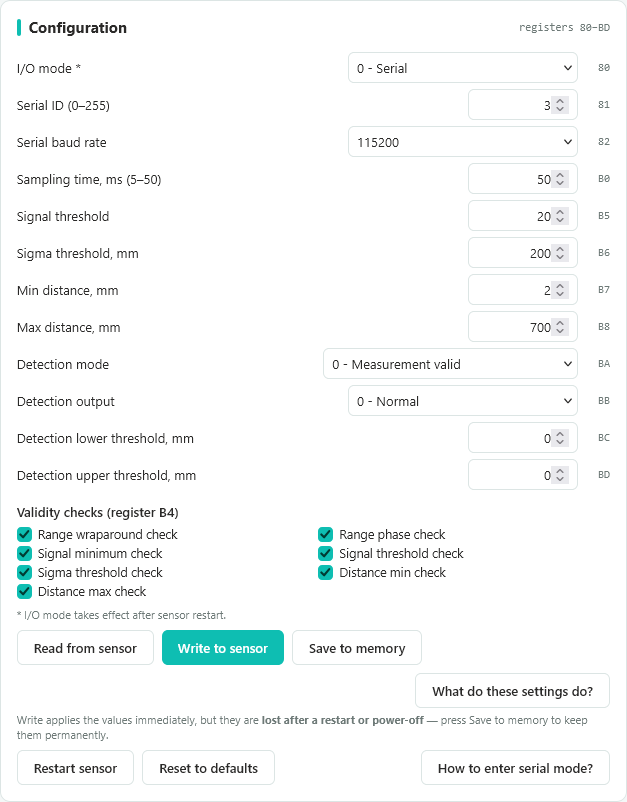 Configuration registers 80–BD
I/O mode * 0 - Serial 80
Serial ID (0–255) 3 81
Serial baud rate 115200 82
Sampling time, ms (5–50) 50 B0
Signal threshold 20 B5
Sigma threshold, mm 200 B6
Min distance, mm 2 B7
Max distance, mm 700 B8
Detection mode 0 - Measurement valid BA
Detection output 0 - Normal BB
Detection lower threshold, mm 0 BC
Detection upper threshold, mm 0 BD
Validity checks (register B4)
Range wraparound check Range phase check
Signal minimum check Signal threshold check
Sigma threshold check Distance min check
Distance max check
* I/O mode takes effect after sensor restart.
Read from sensor Write to sensor Save to memory
What do these settings do?
Write applies the values immediately, but they are lost after a restart or power-off — press Save to memory to keep
them permanently.
Restart sensor Reset to defaults How to enter serial mode?